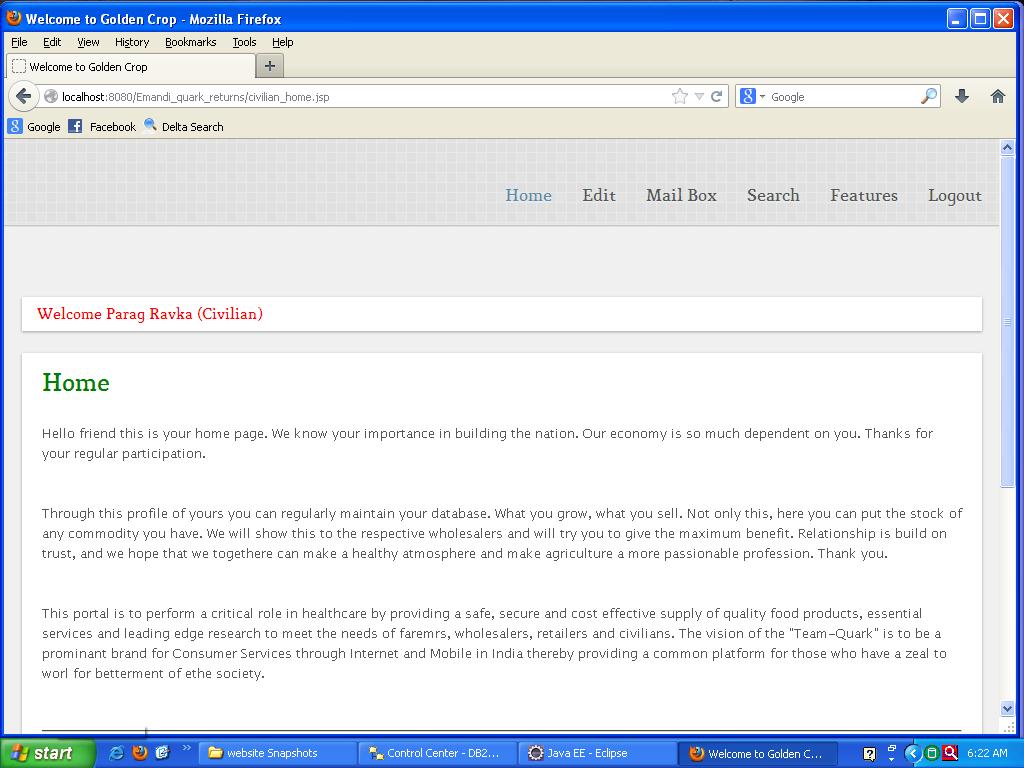 Welcome to Golden Crop - Mozilla Firefox
File Edit View History Bookmarks Tools Help
Welcome to Golden Crop
localhost:8080/Emandi_quark_returns/civilian_home.jsp
Google
Google Facebook Delta Search
Home Edit Mail Box Search Features Logout
Welcome Parag Ravka (Civilian)
Home
Hello friend this is your home page. We know your importance in building the nation. Our economy is so much dependent on you. Thanks for
your regular participation.
Through this profile of yours you can regularly maintain your database. What you grow, what you sell. Not only this, here you can put the stock of
any commodity you have. We will show this to the respective wholesalers and will try you to give the maximum benefit. Relationship is build on
trust, and we hope that we togethere can make a healthy atmosphere and make agriculture a more passionable profession. Thank you.
This portal is to perform a critical role in healthcare by providing a safe, secure and cost effective supply of quality food products, essential
services and leading edge research to meet the needs of faremrs, wholesalers, retailers and civilians. The vision of the "Team-Quark" is to be a
prominant brand for Consumer Services through Internet and Mobile in India thereby providing a common platform for those who have a zeal to
worl for betterment of ethe society.
start website Snapshots Control Center - DB2... Java EE - Eclipse Welcome to Golden C... 6:22 AM